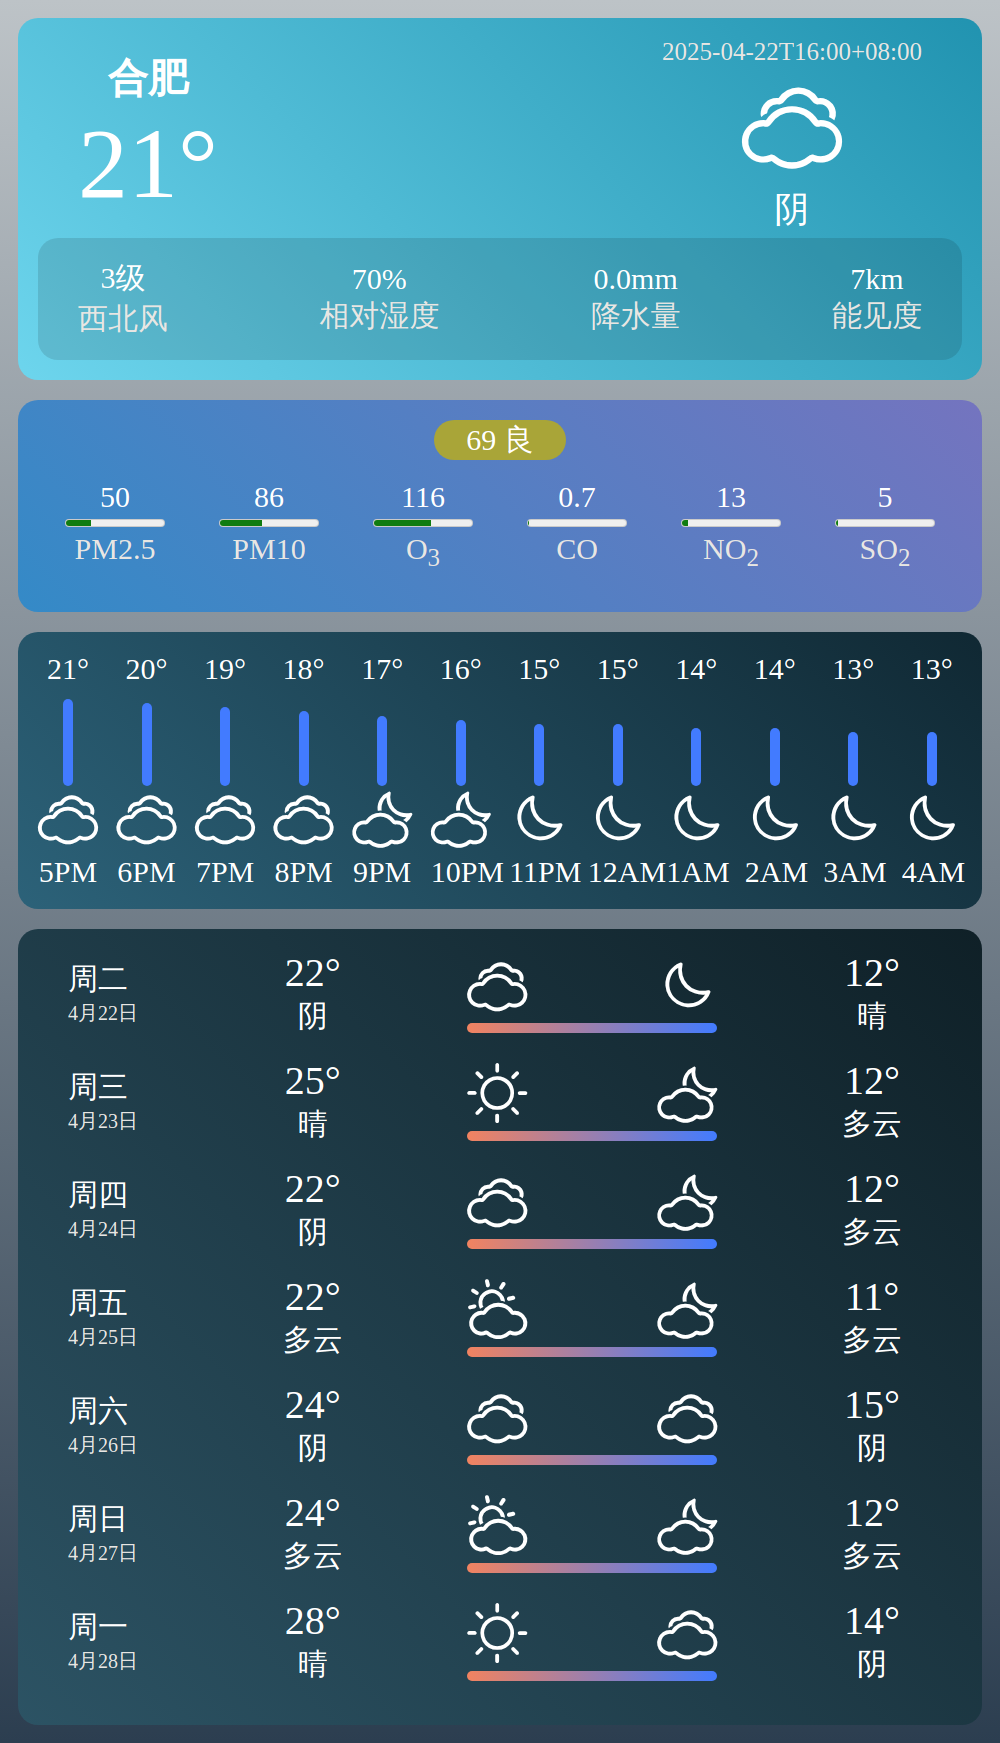 合肥
21°
2025-04-22T16:00+08:00
阴
3级 70% 0.0mm 7km
西北风 相对湿度 降水量 能见度
69 良
50 86 116 0.7 13 5
PM2.5 PM10 O3 CO NO2 SO2
21° 20° 19° 18° 17° 16° 15° 15° 14° 14° 13° 13°
5PM 6PM 7PM 8PM 9PM 10PM 11PM 12AM 1AM 2AM 3AM 4AM
周二 22° 12°
4月22日 阴 晴
周三 25° 12°
4月23日 晴 多云
周四 22° 12°
4月24日 阴 多云
周五 22° 11°
4月25日 多云 多云
周六 24° 15°
4月26日 阴 阴
周日 24° 12°
4月27日 多云 多云
周一 28° 14°
4月28日 晴 阴